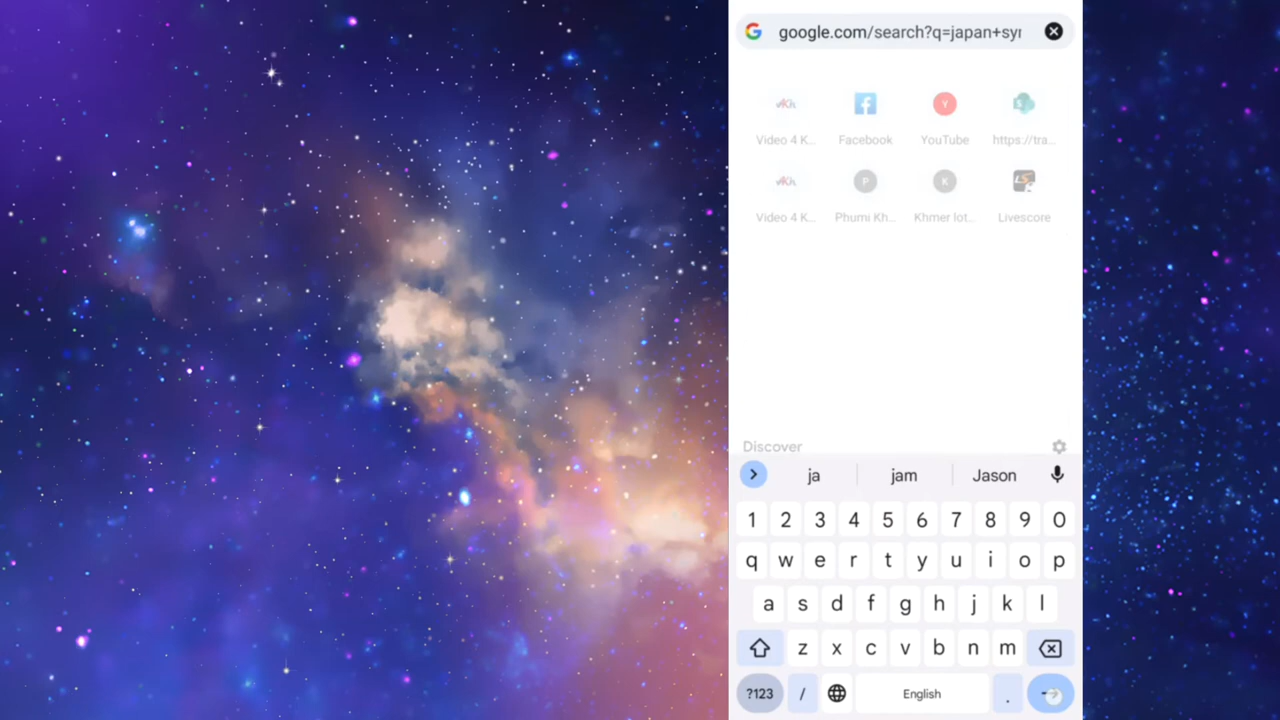 google.com/search?q=japan+syr
Video 4 K...
Facebook
YouTube
https://tra...
Video 4 K...
Phumi Kh...
Khmer lot...
Livescore
Discover
ja
jam
Jason
1 2 3 4 5 6 7 8 9 0
q w e r t y u i o p
a s d f g h j k l
z x c v b n m
?123 / English .